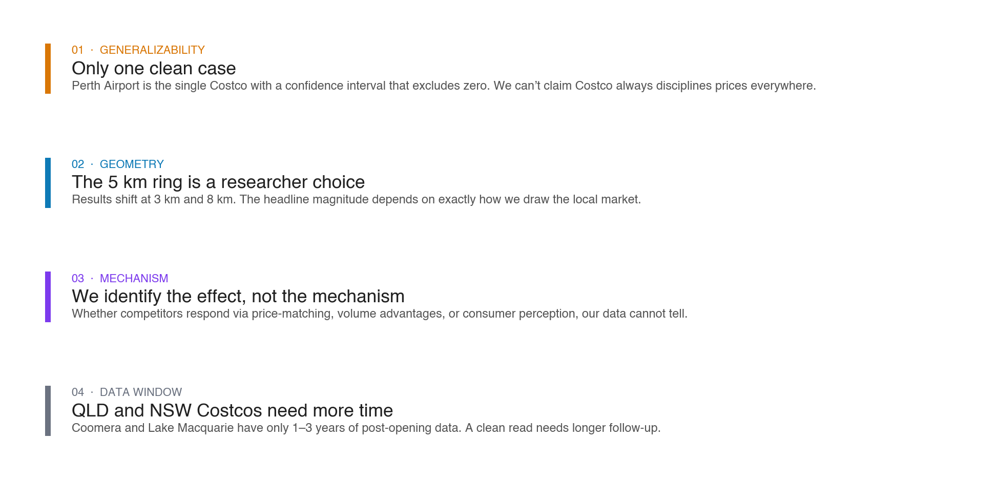 01 · GENERALIZABILITY
Only one clean case
Perth Airport is the single Costco with a confidence interval that excludes zero. We can’t claim Costco always disciplines prices everywhere.
02 · GEOMETRY
The 5 km ring is a researcher choice
Results shift at 3 km and 8 km. The headline magnitude depends on exactly how we draw the local market.
03 · MECHANISM
We identify the effect, not the mechanism
Whether competitors respond via price-matching, volume advantages, or consumer perception, our data cannot tell.
04 · DATA WINDOW
QLD and NSW Costcos need more time
Coomera and Lake Macquarie have only 1–3 years of post-opening data. A clean read needs longer follow-up.